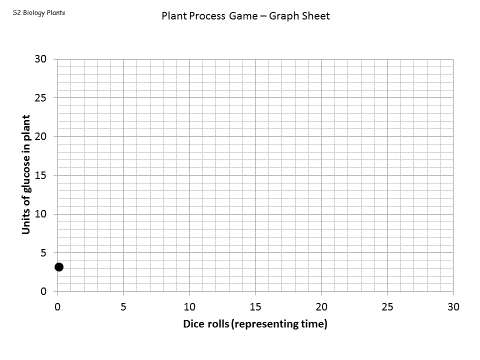 S2 Biology Plants
Plant Process Game – Graph Sheet
Units of glucose in plant
30
25
20
15
10
5
0
0 5 10 15 20 25 30
Dice rolls (representing time)